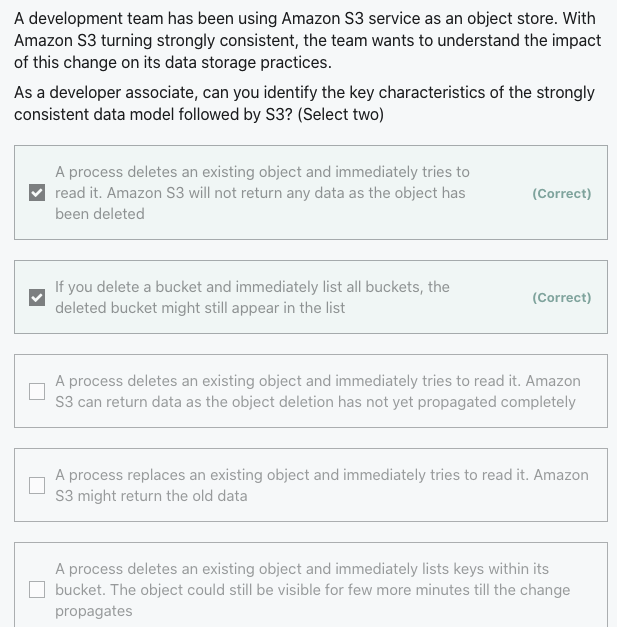 A development team has been using Amazon S3 service as an object store. With
Amazon S3 turning strongly consistent, the team wants to understand the impact
of this change on its data storage practices.
As a developer associate, can you identify the key characteristics of the strongly
consistent data model followed by S3? (Select two)
A process deletes an existing object and immediately tries to
read it. Amazon S3 will not return any data as the object has
been deleted
(Correct)
If you delete a bucket and immediately list all buckets, the
deleted bucket might still appear in the list
(Correct)
A process deletes an existing object and immediately tries to read it. Amazon
S3 can return data as the object deletion has not yet propagated completely
A process replaces an existing object and immediately tries to read it. Amazon
S3 might return the old data
A process deletes an existing object and immediately lists keys within its
bucket. The object could still be visible for few more minutes till the change
propagates